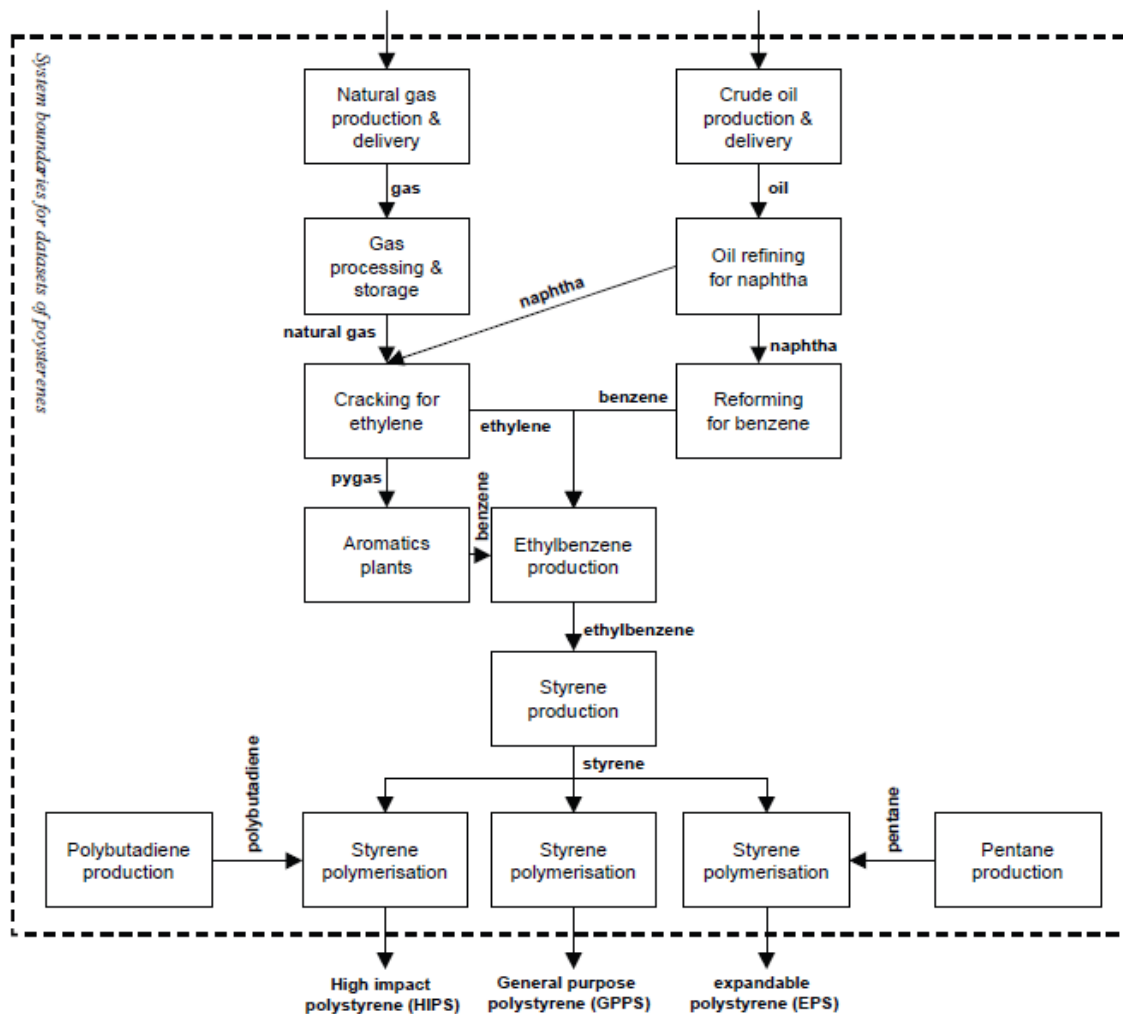 System boundaries for datasets of poysterenes
Natural gas
production &
delivery
Crude oil
production &
delivery
gas
oil
Gas
processing &
storage
Oil refining
for naphtha
naphtha
natural gas
naphtha
Cracking for
ethylene
benzene
ethylene
Reforming
for benzene
pygas
benzene
Aromatics
plants
Ethylbenzene
production
ethylbenzene
Styrene
production
styrene
polybutadiene
pentane
Polybutadiene
production
Styrene
polymerisation
Styrene
polymerisation
Styrene
polymerisation
Pentane
production
High impact
polystyrene (HIPS)
General purpose
polystyrene (GPPS)
expandable
polystyrene (EPS)